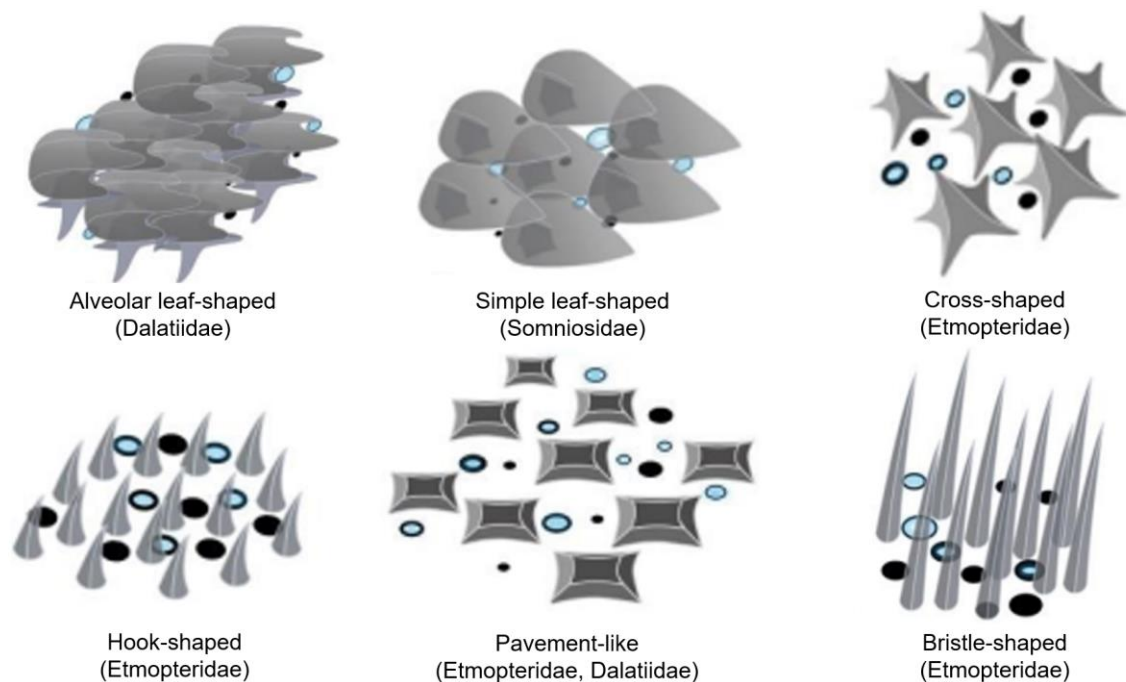 Alveolar leaf-shaped
(Dalatiidae)
Simple leaf-shaped
(Somniosidae)
Cross-shaped
(Etmopteridae)
Hook-shaped
(Etmopteridae)
Pavement-like
(Etmopteridae, Dalatiidae)
Bristle-shaped
(Etmopteridae)